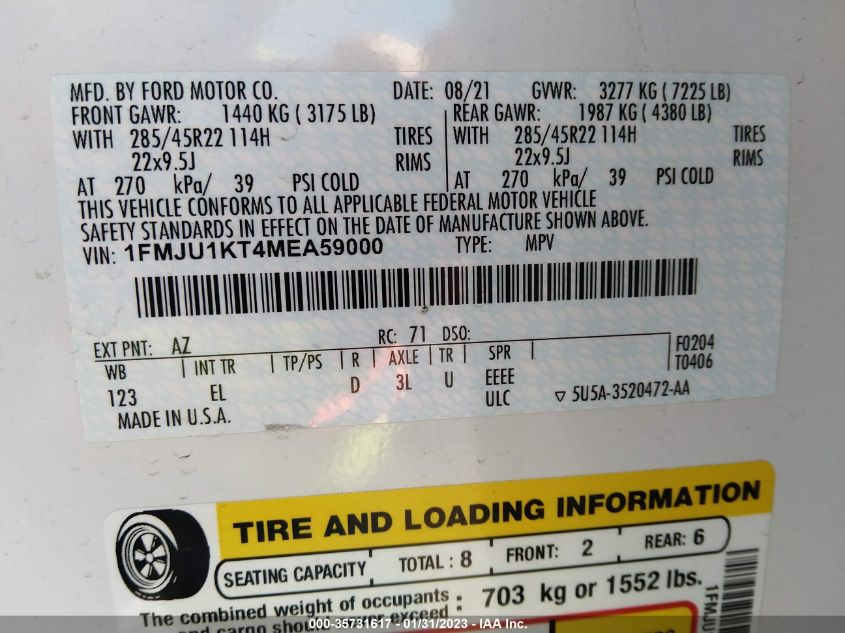 MFD. BY FORD MOTOR CO. DATE: 08/21 GVWR: 3277 KG ( 7225 LB)
FRONT GAWR: 1440 KG ( 3175 LB) REAR GAWR: 1987 KG ( 4380 LB)
WITH 285/45R22 114H TIRES WITH 285/45R22 114H TIRES
22x9.5J RIMS 22x9.5J RIMS
AT 270 kPa/ 39 PSI COLD AT 270 kPa/ 39 PSI COLD
THIS VEHICLE CONFORMS TO ALL APPLICABLE FEDERAL MOTOR VEHICLE
SAFETY STANDARDS IN EFFECT ON THE DATE OF MANUFACTURE SHOWN ABOVE.
VIN: 1FMJU1KT4MEA59000 TYPE: MPV
EXT PNT: AZ RC: 71 DSO:
WB INT TR TP/PS R AXLE TR SPR F0204
T0406
123 EL D 3L U EEEE
ULC ▽ 5U5A-3520472-AA
MADE IN U.S.A.
TIRE AND LOADING INFORMATION
SEATING CAPACITY TOTAL : 8 FRONT: 2 REAR: 6
The combined weight of occupants : 703 kg or 1552 lbs.
and cargo should never exceed :
1FMJU
000-35731617 - 01/31/2023 - IAA Inc.